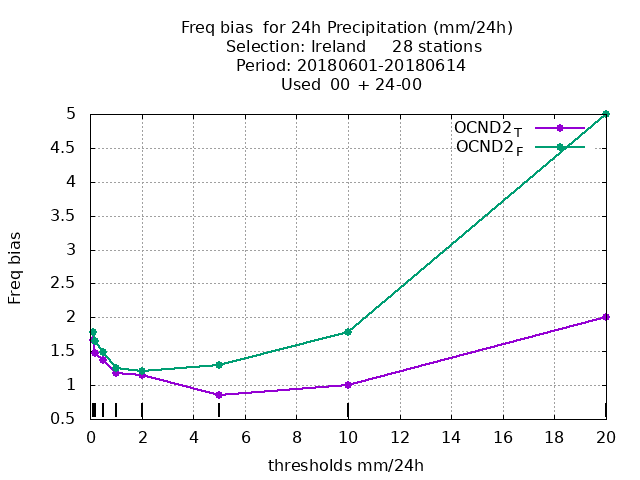 Freq bias  for 24h Precipitation (mm/24h)
Selection: Ireland     28 stations
Period: 20180601-20180614
Used  00 + 24-00
OCND2T
OCND2F
5
4.5
4
3.5
3
2.5
2
1.5
1
0.5
Freq bias
0 2 4 6 8 10 12 14 16 18 20
thresholds mm/24h